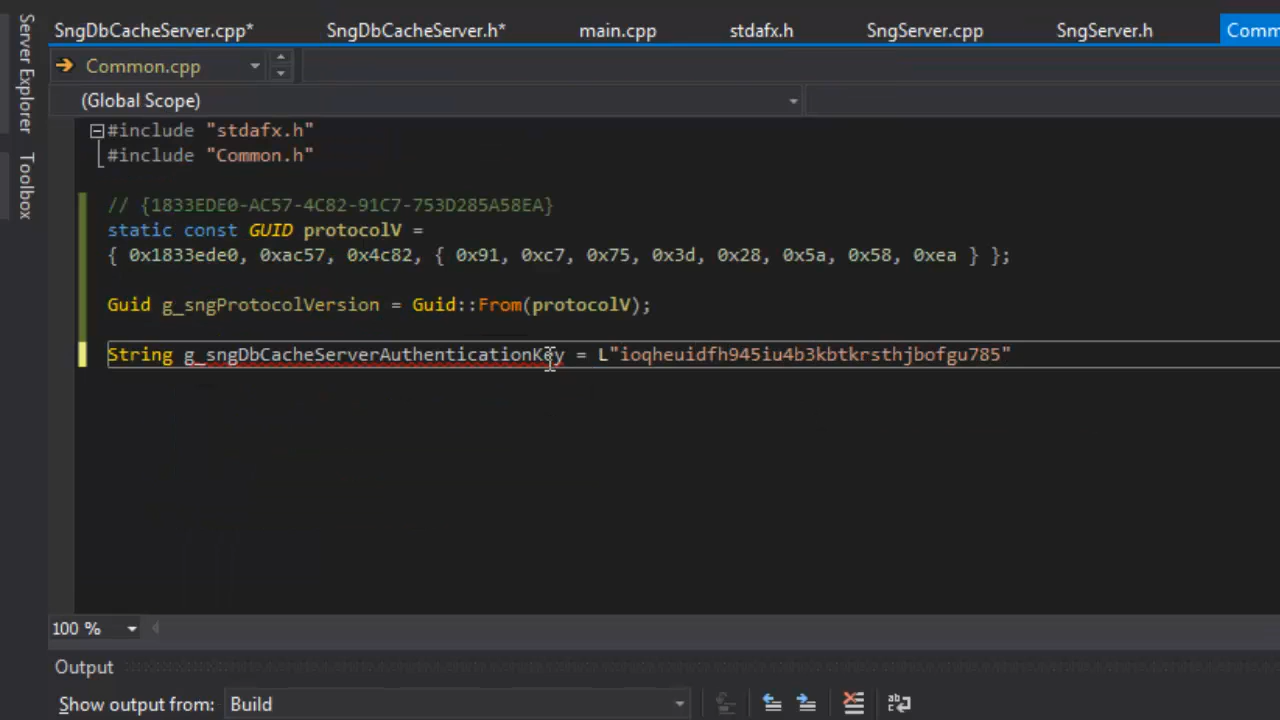 SngDbCacheServer.cpp* SngDbCacheServer.h* main.cpp stdafx.h SngServer.cpp SngServer.h Comm
Server Explorer
Toolbox
Common.cpp
(Global Scope)
#include "stdafx.h"
#include "Common.h"
// {1833EDE0-AC57-4C82-91C7-753D285A58EA}
static const GUID protocolV =
{ 0x1833ede0, 0xac57, 0x4c82, { 0x91, 0xc7, 0x75, 0x3d, 0x28, 0x5a, 0x58, 0xea } };
Guid g_sngProtocolVersion = Guid::From(protocolV);
String g_sngDbCacheServerAuthenticationKey = L"ioqheuidfh945iu4b3kbtkrsthjbofgu785"
100 %
Output
Show output from: Build